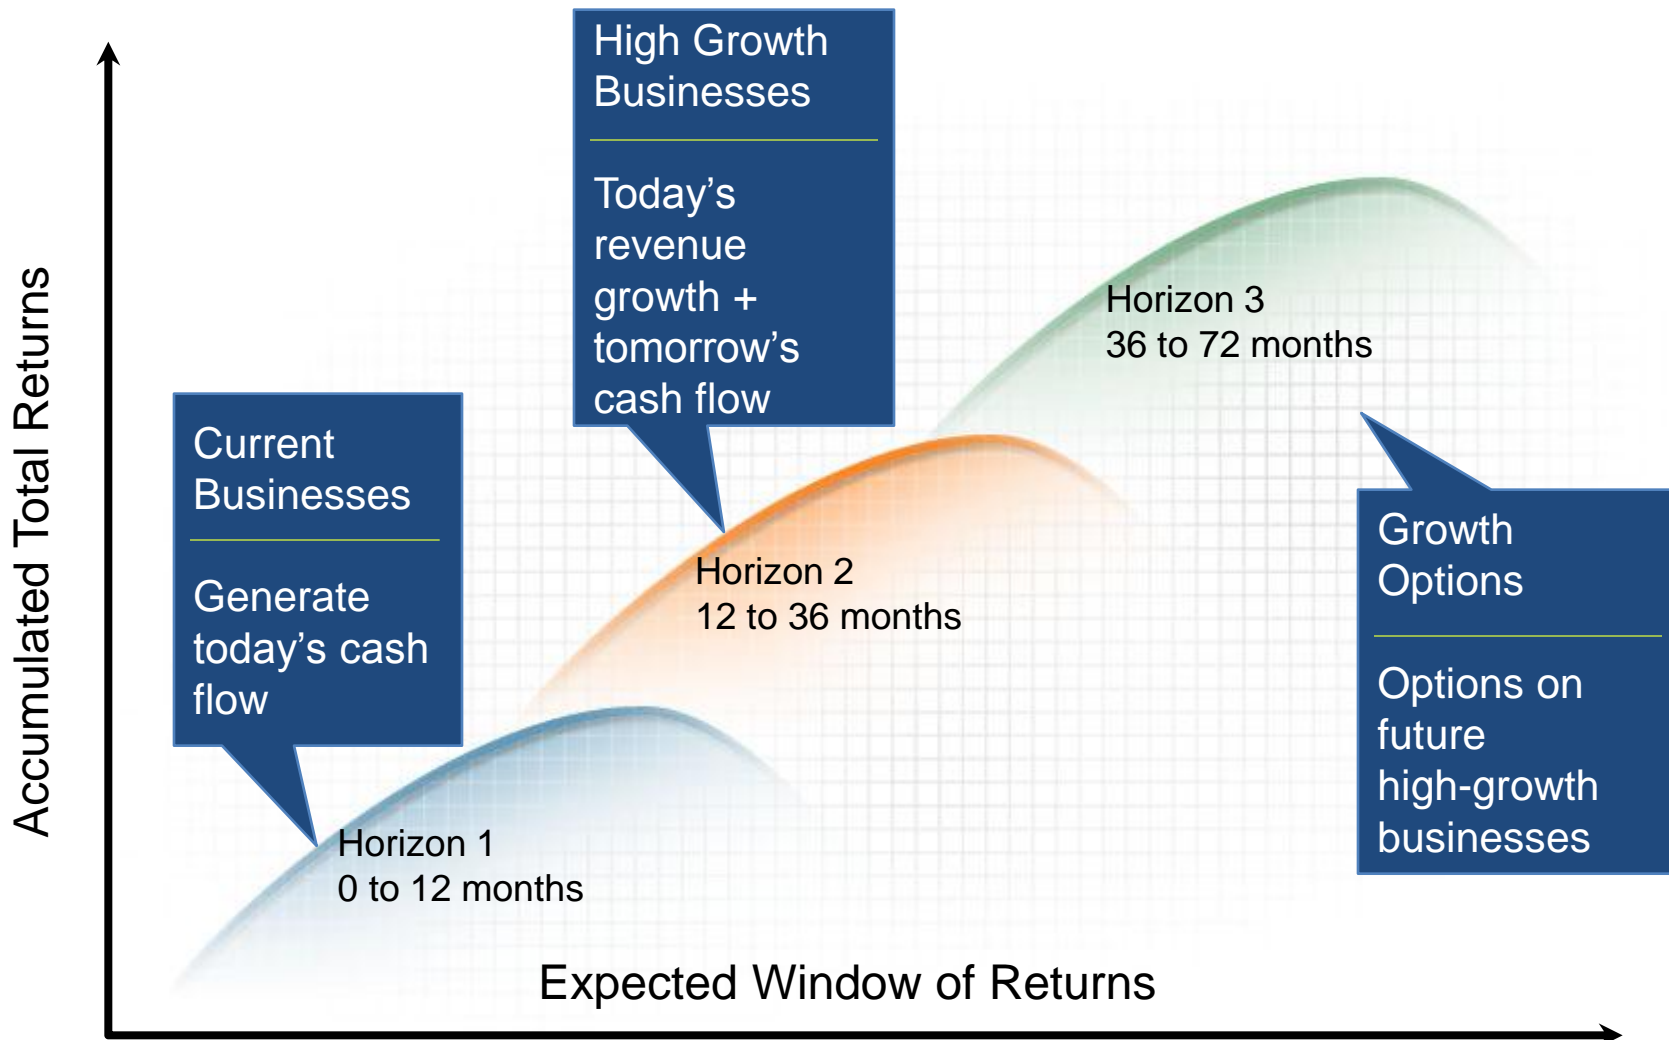 Accumulated Total Returns
High Growth
Businesses
Today’s
revenue
growth +
tomorrow’s
cash flow
Current
Businesses
Generate
today’s cash
flow
Horizon 3
36 to 72 months
Horizon 2
12 to 36 months
Growth
Options
Options on
future
high-growth
businesses
Horizon 1
0 to 12 months
Expected Window of Returns